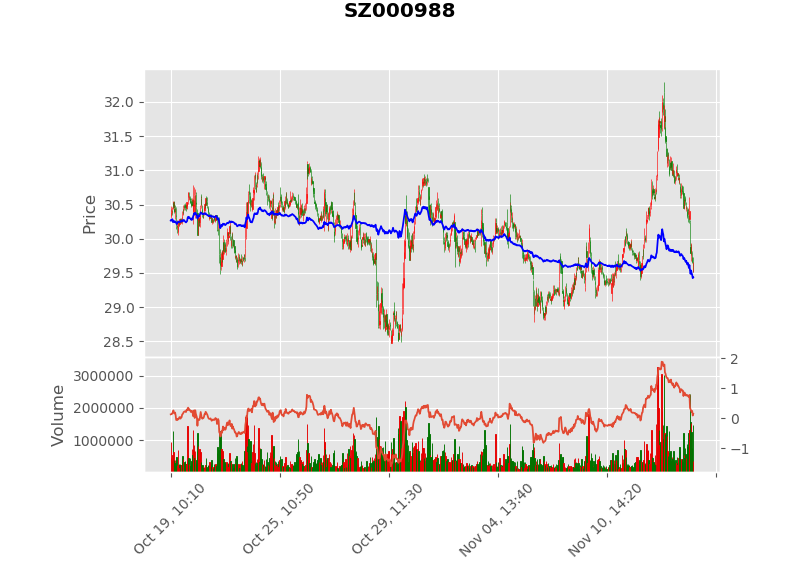 SZ000988
Price
32.0
31.5
31.0
30.5
30.0
29.5
29.0
28.5
Volume
3000000
2000000
1000000
2
1
0
−1
Oct 19, 10:10
Oct 25, 10:50
Oct 29, 11:30
Nov 04, 13:40
Nov 10, 14:20